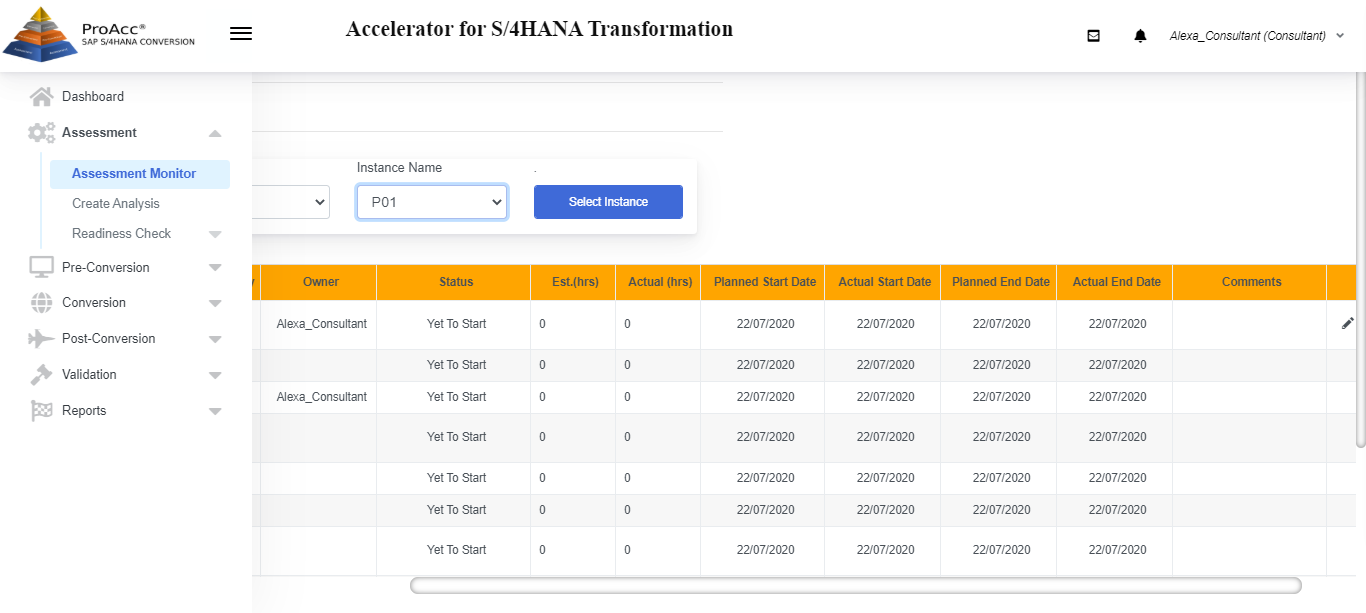 ProAcc®
SAP S/4HANA CONVERSION
Accelerator for S/4HANA Transformation
Alexa_Consultant (Consultant)
Dashboard
Assessment
Assessment Monitor
Create Analysis
Readiness Check
Pre-Conversion
Conversion
Post-Conversion
Validation
Reports
Instance Name
.
P01
Select Instance
Owner Status Est.(hrs) Actual (hrs) Planned Start Date Actual Start Date Planned End Date Actual End Date Comments
Alexa_Consultant Yet To Start 0 0 22/07/2020 22/07/2020 22/07/2020 22/07/2020
Yet To Start 0 0 22/07/2020 22/07/2020 22/07/2020 22/07/2020
Alexa_Consultant Yet To Start 0 0 22/07/2020 22/07/2020 22/07/2020 22/07/2020
Yet To Start 0 0 22/07/2020 22/07/2020 22/07/2020 22/07/2020
Yet To Start 0 0 22/07/2020 22/07/2020 22/07/2020 22/07/2020
Yet To Start 0 0 22/07/2020 22/07/2020 22/07/2020 22/07/2020
Yet To Start 0 0 22/07/2020 22/07/2020 22/07/2020 22/07/2020